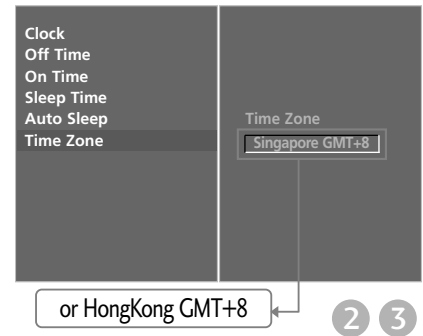 Clock
Off Time
On Time
Sleep Time
Auto Sleep
Time Zone
Time Zone
Singapore GMT+8
or HongKong GMT+8
2 3